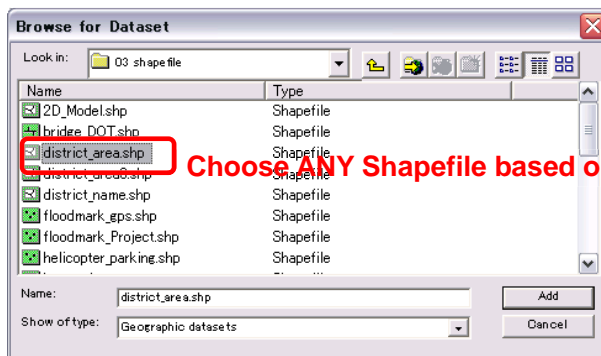 Browse for Dataset
Look in: 03 shapefile
Name Type
2D_Model.shp Shapefile
bridge_DOT.shp Shapefile
district_area.shp Shapefile
Choose ANY Shapefile based o
district_area3.shp Shapefile
district_name.shp Shapefile
floodmark_gps.shp Shapefile
floodmark_Project.shp Shapefile
helicopter_parking.shp Shapefile
Name: district_area.shp Add
Show of type: Geographic datasets Cancel